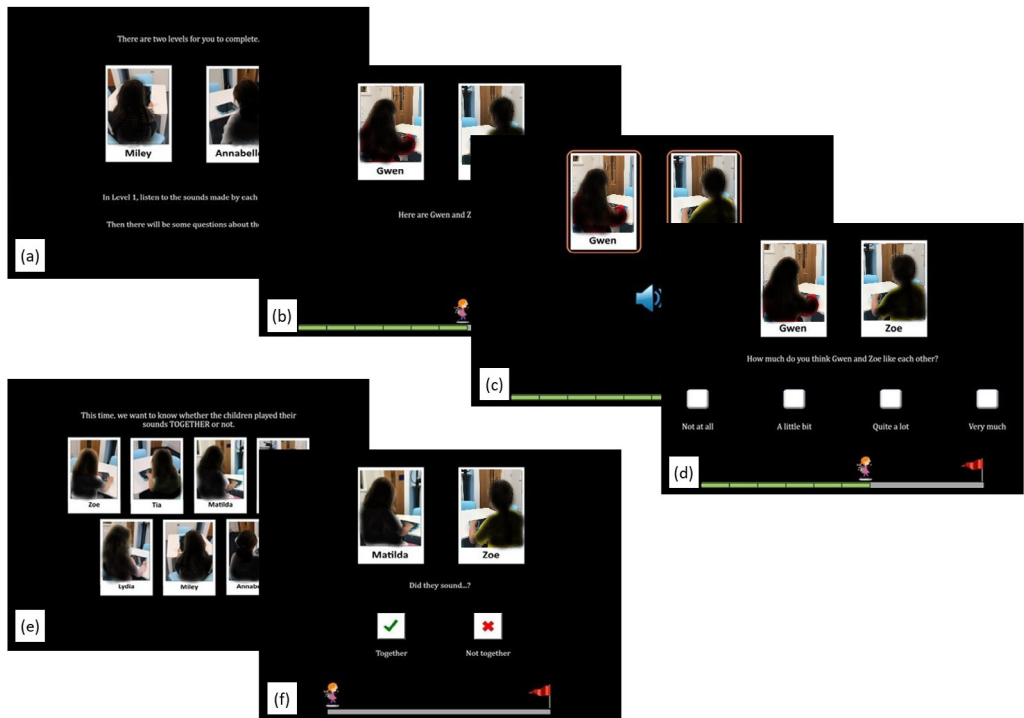 There are two levels for you to complete.
Miley
Annabelle
In Level 1, listen to the sounds made by each
Then there will be some questions about the
(a)
Gwen
Here are Gwen and Z
(b)
Gwen
(c)
Gwen
Zoe
How much do you think Gwen and Zoe like each other?
Not at all
A little bit
Quite a lot
Very much
(d)
This time, we want to know whether the children played their
sounds TOGETHER or not.
Zoe
Tia
Matilda
Lydia
Miley
Annab
(e)
Matilda
Zoe
Did they sound...?
Together
Not together
(f)